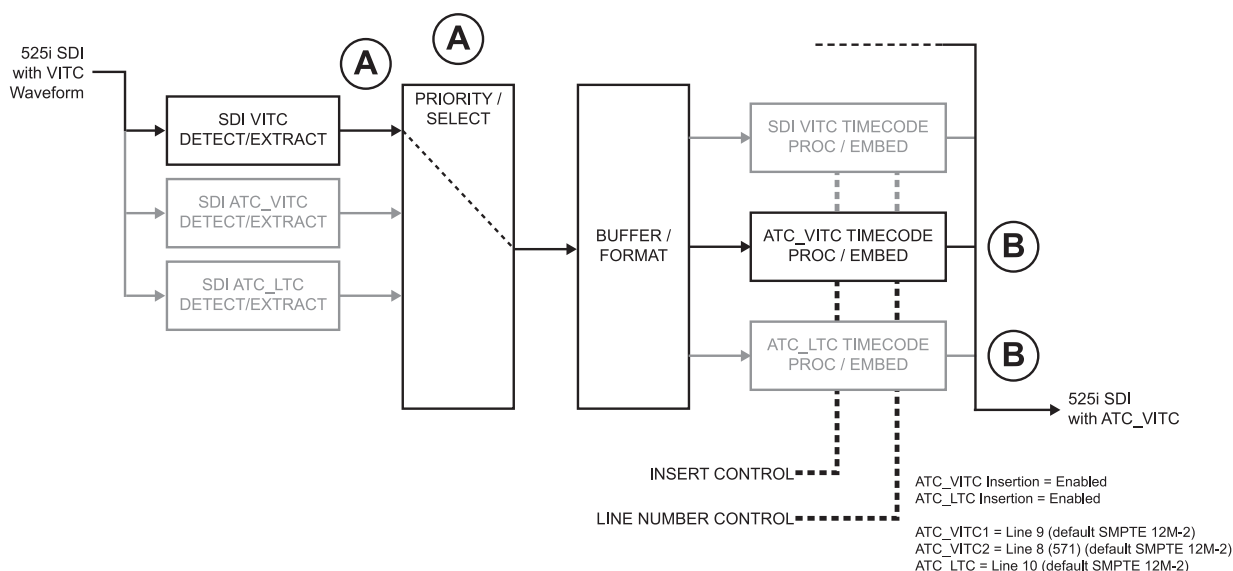 525i SDI
with VITC
Waveform
A
A
SDI VITC
DETECT/EXTRACT
SDI ATC_VITC
DETECT/EXTRACT
SDI ATC_LTC
DETECT/EXTRACT
PRIORITY /
SELECT
BUFFER /
FORMAT
SDI VITC TIMECODE
PROC / EMBED
ATC_VITC TIMECODE
PROC / EMBED
B
ATC_LTC TIMECODE
PROC / EMBED
B
525i SDI
with ATC_VITC
INSERT CONTROL
LINE NUMBER CONTROL
ATC_VITC Insertion = Enabled
ATC_LTC Insertion = Enabled
ATC_VITC1 = Line 9 (default SMPTE 12M-2)
ATC_VITC2 = Line 8 (571) (default SMPTE 12M-2)
ATC_LTC = Line 10 (default SMPTE 12M-2)